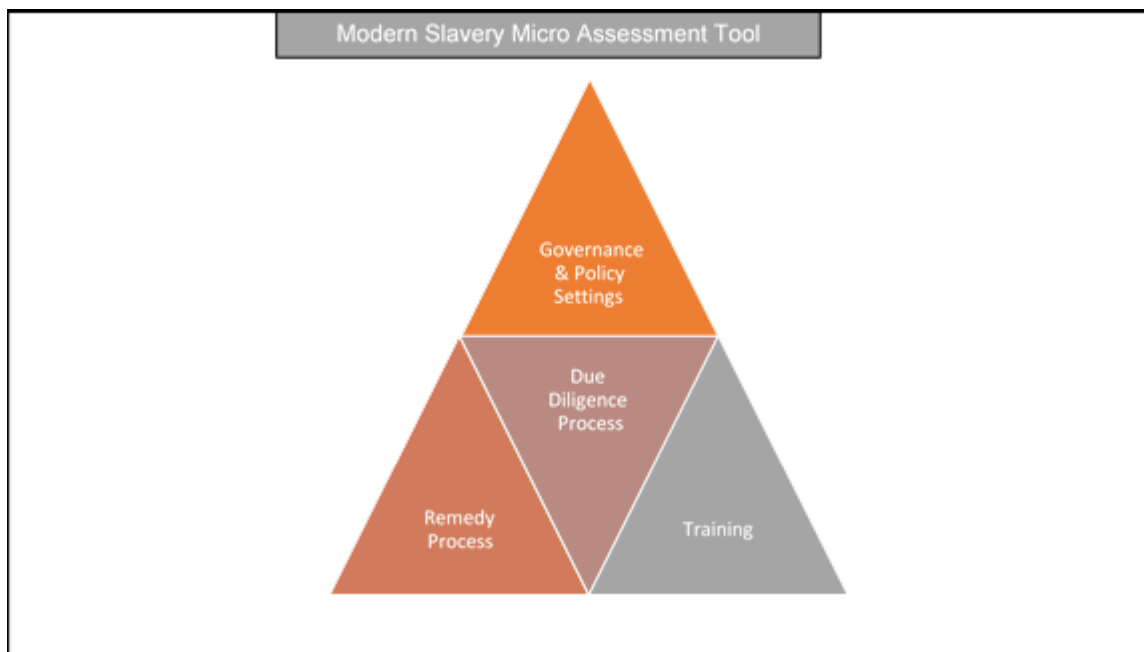 Modern Slavery Micro Assessment Tool
Governance
& Policy
Settings
Due
Diligence
Process
Remedy
Process
Training